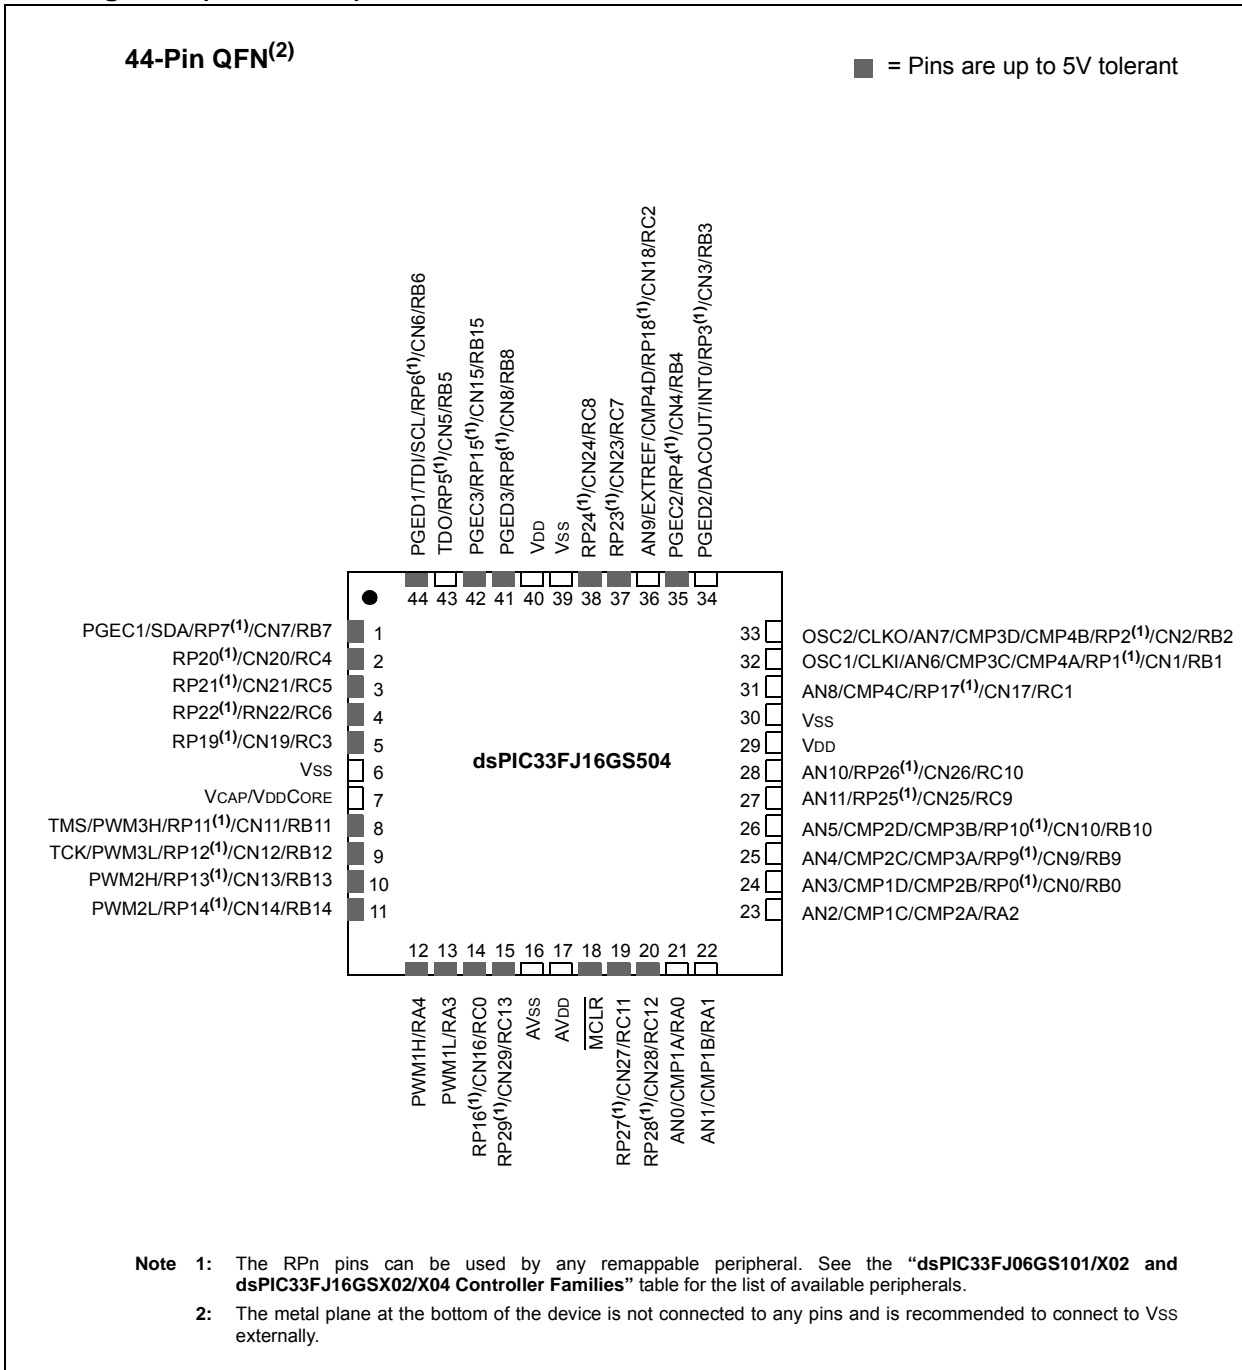 44-Pin QFN(2)
= Pins are up to 5V tolerant
PGED1/TDI/SCL/RP6(1)/CN6/RB6
TDO/RP5(1)/CN5/RB5
PGEC3/RP15(1)/CN15/RB15
PGED3/RP8(1)/CN8/RB8
VDD
VSS
RP24(1)/CN24/RC8
RP23(1)/CN23/RC7
AN9/EXTREF/CMP4D/RP18(1)/CN18/RC2
PGEC2/RP4(1)/CN4/RB4
PGED2/DACOUT/INT0/RP3(1)/CN3/RB3
44 43 42 41 40 39 38 37 36 35 34
PGEC1/SDA/RP7(1)/CN7/RB7 1
RP20(1)/CN20/RC4 2
RP21(1)/CN21/RC5 3
RP22(1)/RN22/RC6 4
RP19(1)/CN19/RC3 5
VSS 6
VCAP/VDDCORE 7
TMS/PWM3H/RP11(1)/CN11/RB11 8
TCK/PWM3L/RP12(1)/CN12/RB12 9
PWM2H/RP13(1)/CN13/RB13 10
PWM2L/RP14(1)/CN14/RB14 11
dsPIC33FJ16GS504
33 OSC2/CLKO/AN7/CMP3D/CMP4B/RP2(1)/CN2/RB2
32 OSC1/CLKI/AN6/CMP3C/CMP4A/RP1(1)/CN1/RB1
31 AN8/CMP4C/RP17(1)/CN17/RC1
30 VSS
29 VDD
28 AN10/RP26(1)/CN26/RC10
27 AN11/RP25(1)/CN25/RC9
26 AN5/CMP2D/CMP3B/RP10(1)/CN10/RB10
25 AN4/CMP2C/CMP3A/RP9(1)/CN9/RB9
24 AN3/CMP1D/CMP2B/RP0(1)/CN0/RB0
23 AN2/CMP1C/CMP2A/RA2
12 13 14 15 16 17 18 19 20 21 22
PWM1H/RA4
PWM1L/RA3
RP16(1)/CN16/RC0
RP29(1)/CN29/RC13
AVSS
AVDD
MCLR
RP27(1)/CN27/RC11
RP28(1)/CN28/RC12
AN0/CMP1A/RA0
AN1/CMP1B/RA1
Note 1: The RPn pins can be used by any remappable peripheral. See the "dsPIC33FJ06GS101/X02 and
dsPIC33FJ16GSX02/X04 Controller Families" table for the list of available peripherals.
2: The metal plane at the bottom of the device is not connected to any pins and is recommended to connect to VSS
externally.